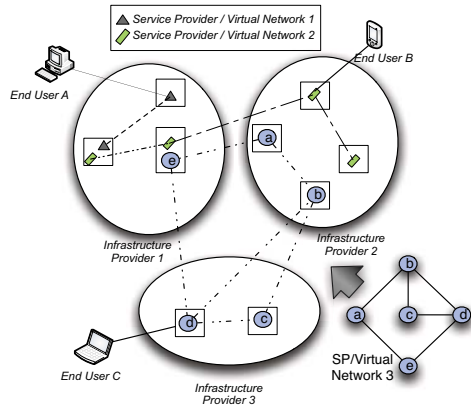 Service Provider / Virtual Network 1
Service Provider / Virtual Network 2
End User A
End User B
e
a
b
Infrastructure
Provider 1
Infrastructure
Provider 2
d
c
End User C
Infrastructure
Provider 3
b
a
c
d
e
SP/Virtual
Network 3